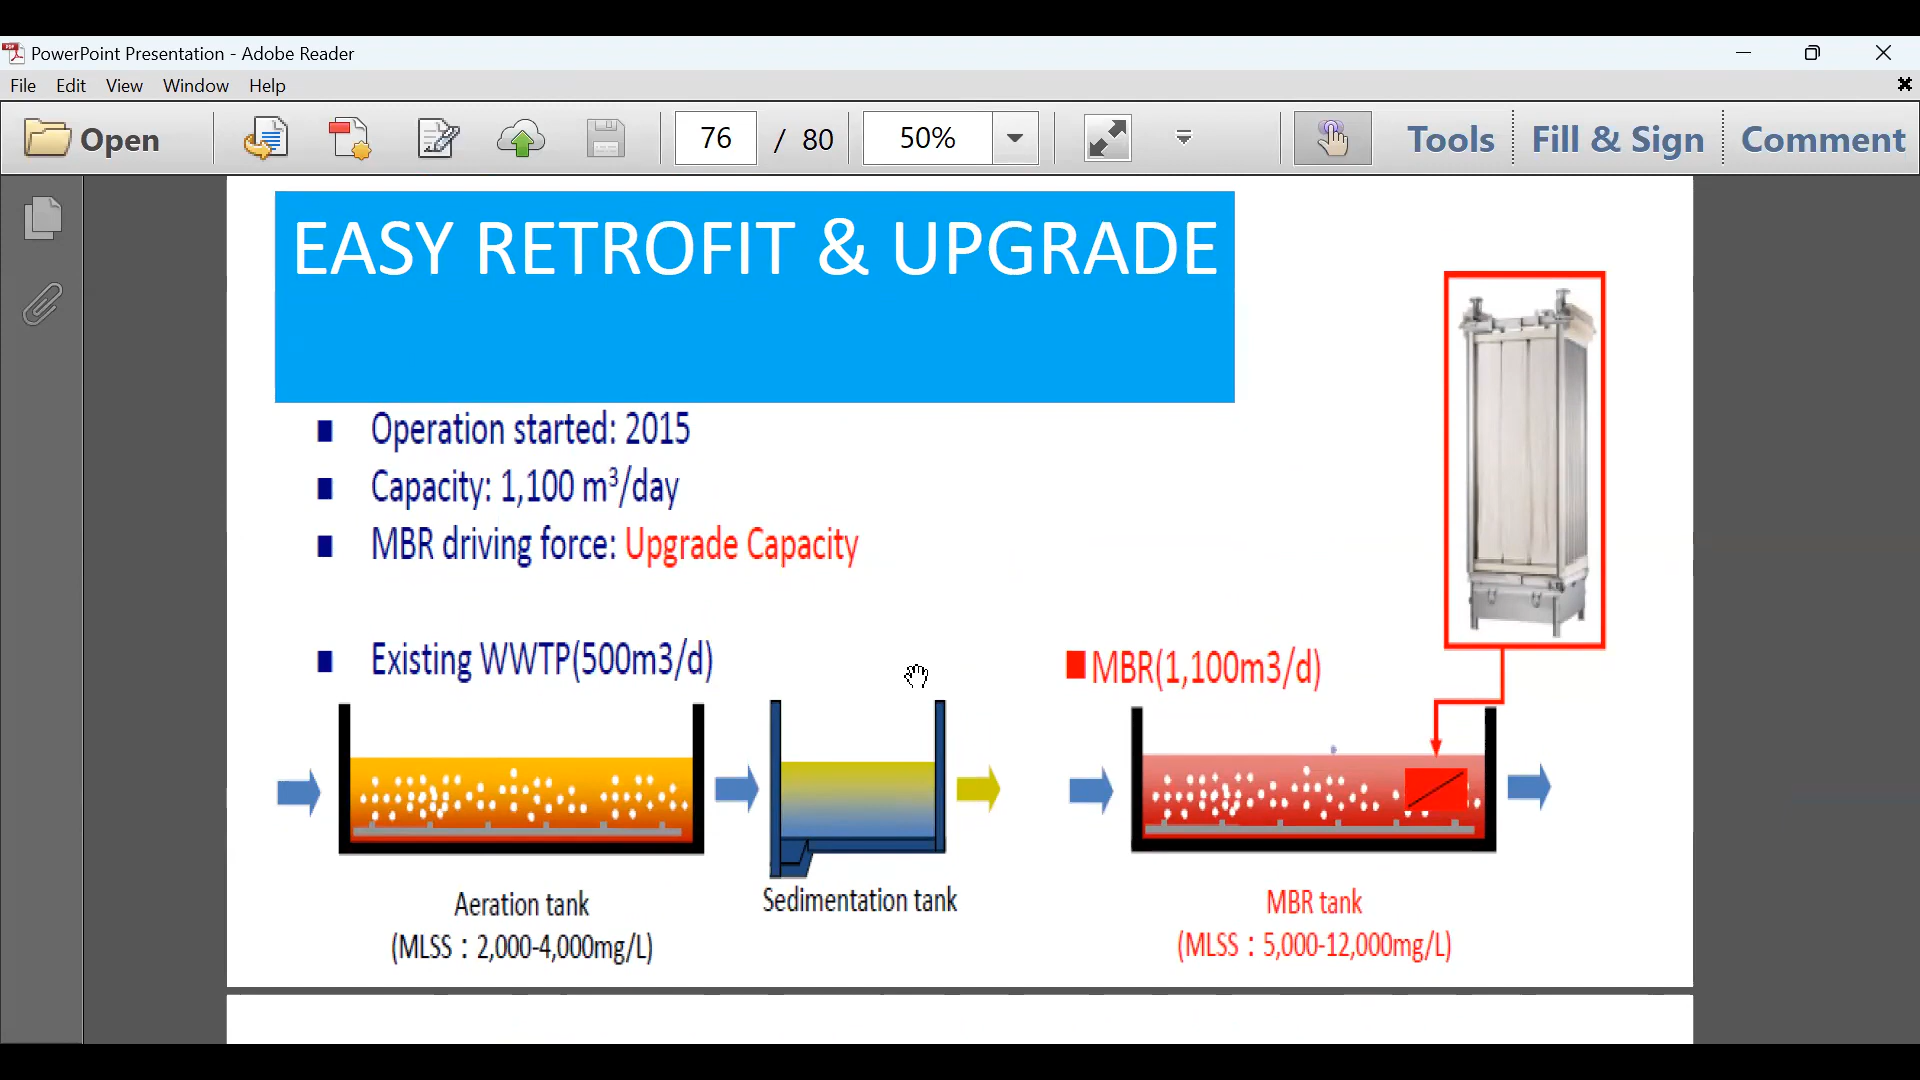 PowerPoint Presentation - Adobe Reader
File Edit View Window Help
Open 76 / 80 50% Tools Fill & Sign Comment
EASY RETROFIT & UPGRADE
■ Operation started: 2015
■ Capacity: 1,100 m³/day
■ MBR driving force: Upgrade Capacity
■ Existing WWTP(500m3/d)
■ MBR(1,100m3/d)
Aeration tank
(MLSS : 2,000-4,000mg/L)
Sedimentation tank
MBR tank
(MLSS : 5,000-12,000mg/L)